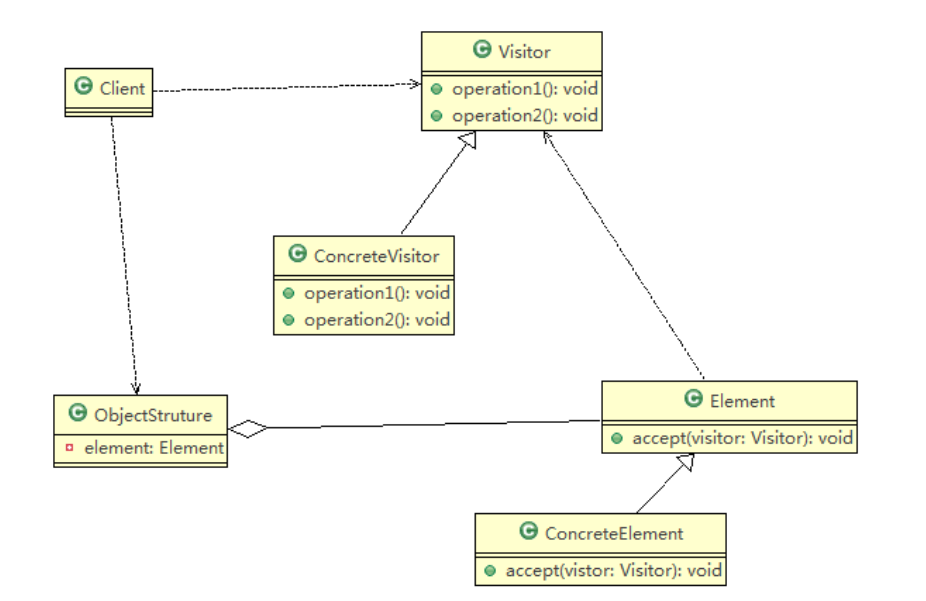 Visitor
operation1(): void
operation2(): void
Client
ConcreteVisitor
operation1(): void
operation2(): void
ObjectStruture
element: Element
Element
accept(visitor: Visitor): void
ConcreteElement
accept(vistor: Visitor): void